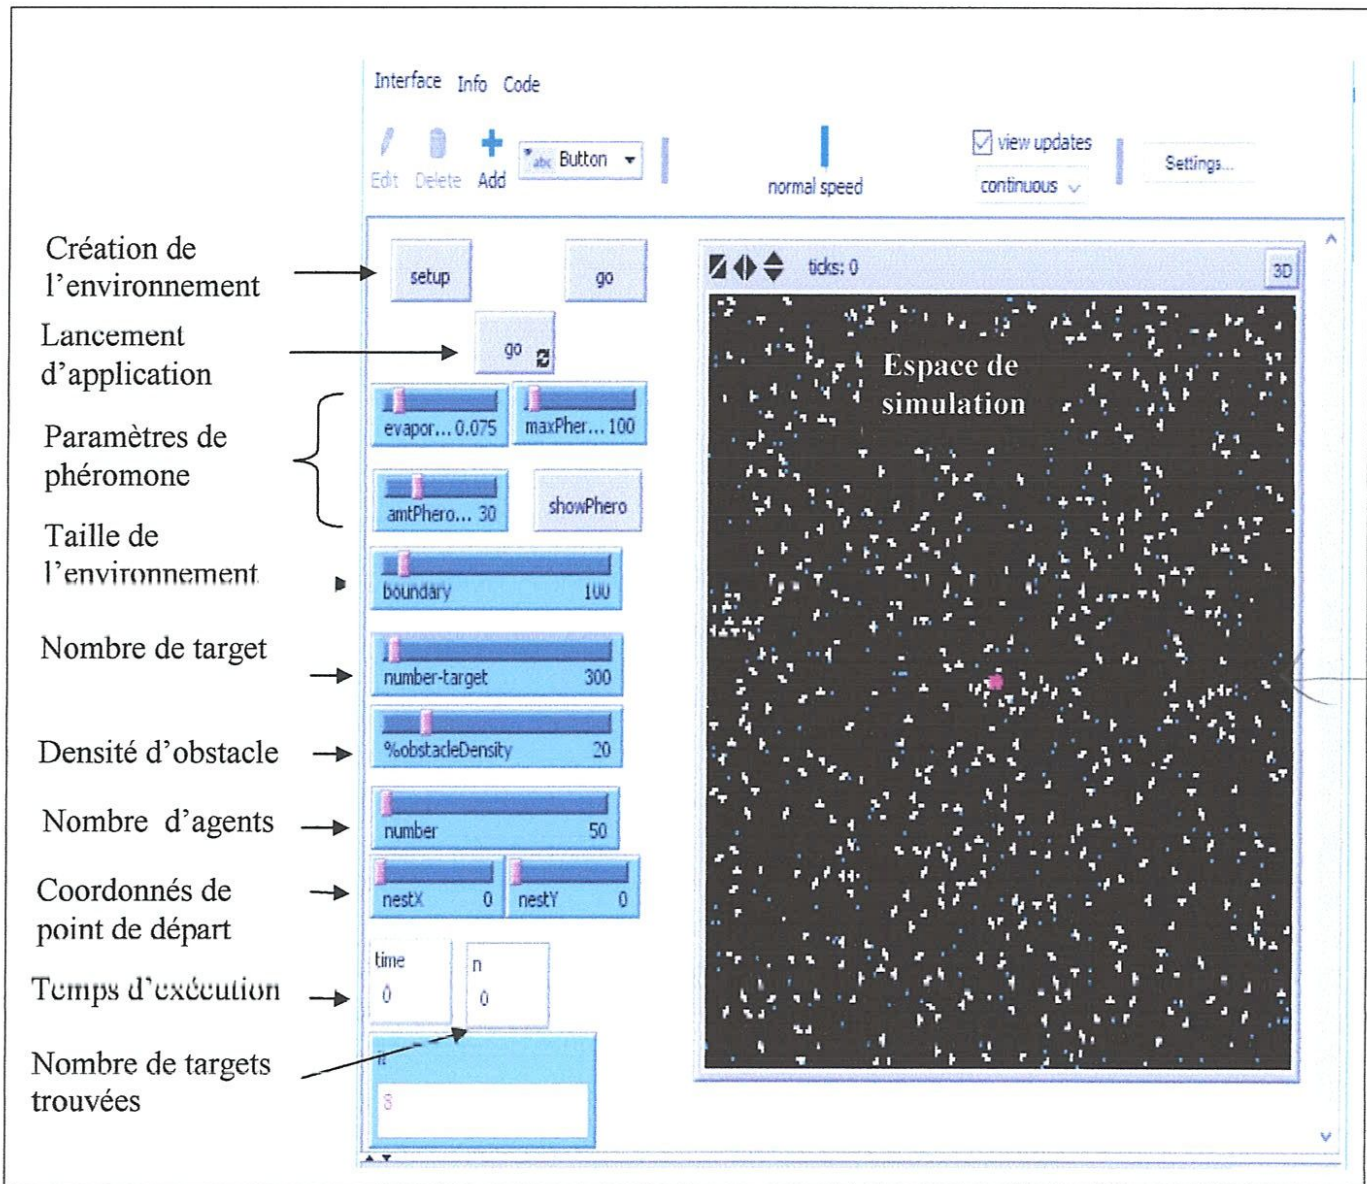 Interface Info Code
Edit Delete Add
abc Button
normal speed
view updates
continuous
Settings...
Création de
l'environnement
Lancement
d'application
Paramètres de
phéromone
Taille de
l'environnement
Nombre de target
Densité d'obstacle
Nombre d'agents
Coordonnés de
point de départ
Temps d'exécution
Nombre de targets
trouvées
setup
go
go
evapor... 0.075
maxPher... 100
amtPhero... 30
showPhero
boundary 100
number-target 300
%obstacleDensity 20
number 50
nestX 0
nestY 0
time
0
n
0
8
ticks: 0
3D
Espace de
simulation